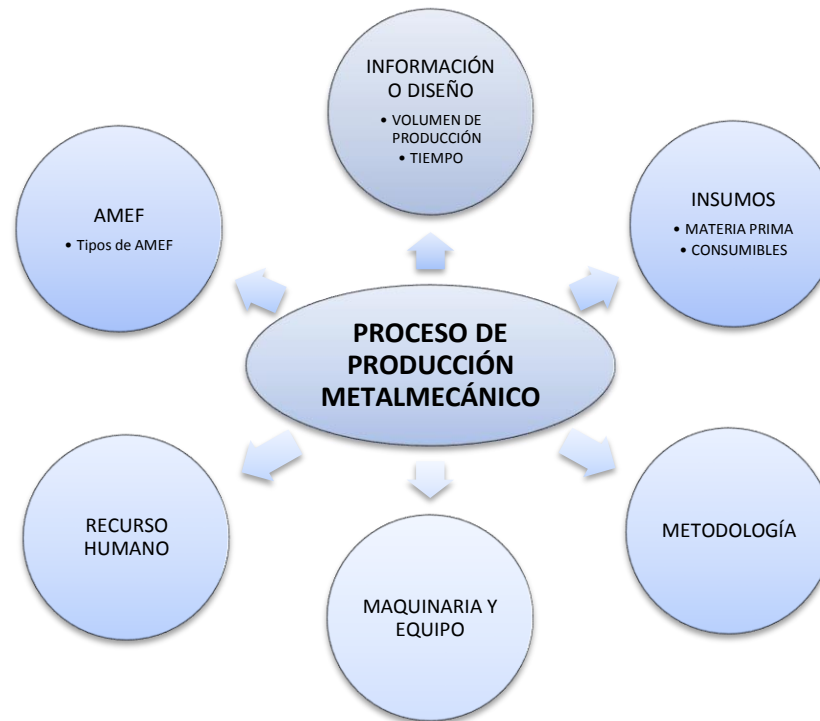 INFORMACIÓN
O DISEÑO
• VOLUMEN DE
PRODUCCIÓN
• TIEMPO
AMEF
• Tipos de AMEF
INSUMOS
• MATERIA PRIMA
• CONSUMIBLES
PROCESO DE
PRODUCCIÓN
METALMECÁNICO
RECURSO
HUMANO
METODOLOGÍA
MAQUINARIA Y
EQUIPO